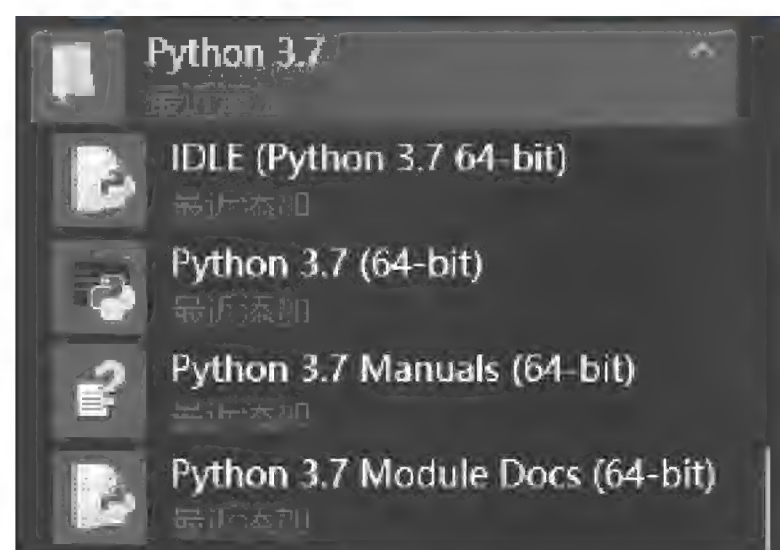 Python 3.7
最近添加
IDLE (Python 3.7 64-bit)
最近添加
Python 3.7 (64-bit)
最近添加
Python 3.7 Manuals (64-bit)
最近添加
Python 3.7 Module Docs (64-bit)
最近添加